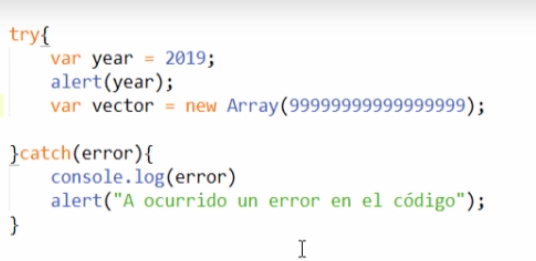 try{
var year = 2019;
alert(year);
var vector = new Array(99999999999999999);
}catch(error){
console.log(error)
alert("A ocurrido un error en el código");
}